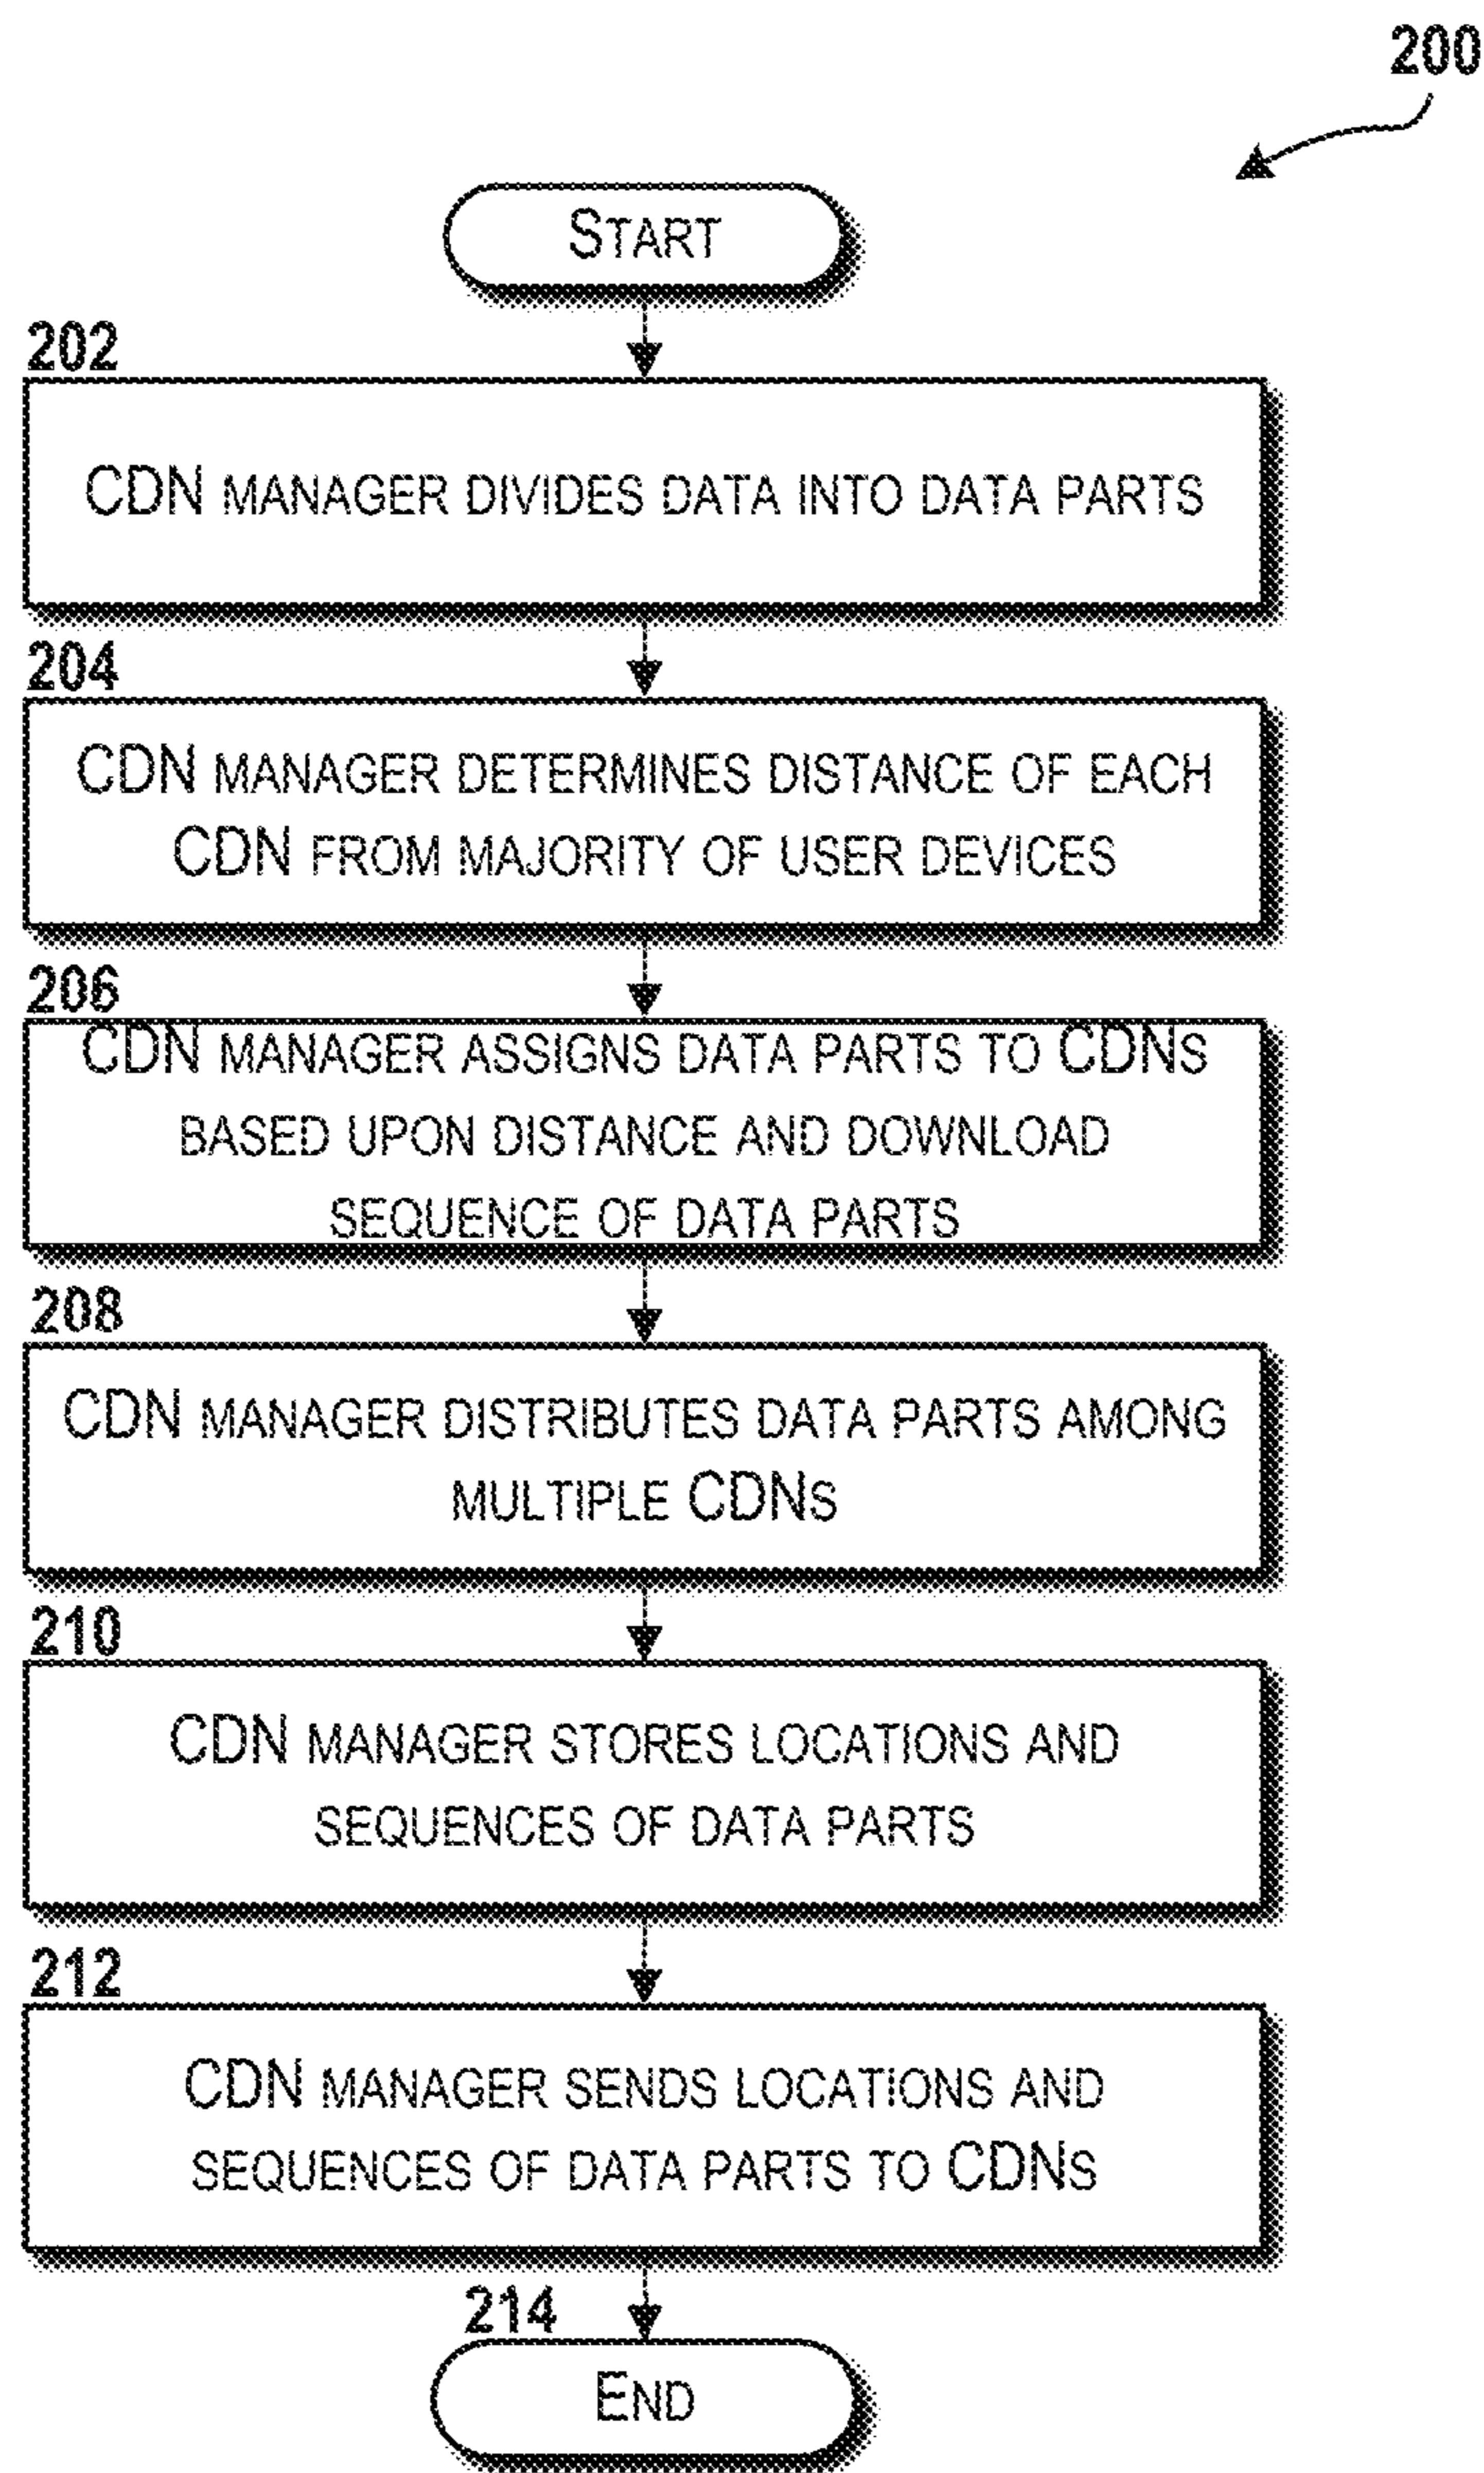 200
START
202
CDN MANAGER DIVIDES DATA INTO DATA PARTS
204
CDN MANAGER DETERMINES DISTANCE OF EACH
CDN FROM MAJORITY OF USER DEVICES
206
CDN MANAGER ASSIGNS DATA PARTS TO CDNS
BASED UPON DISTANCE AND DOWNLOAD
SEQUENCE OF DATA PARTS
208
CDN MANAGER DISTRIBUTES DATA PARTS AMONG
MULTIPLE CDNS
210
CDN MANAGER STORES LOCATIONS AND
SEQUENCES OF DATA PARTS
212
CDN MANAGER SENDS LOCATIONS AND
SEQUENCES OF DATA PARTS TO CDNS
214
END